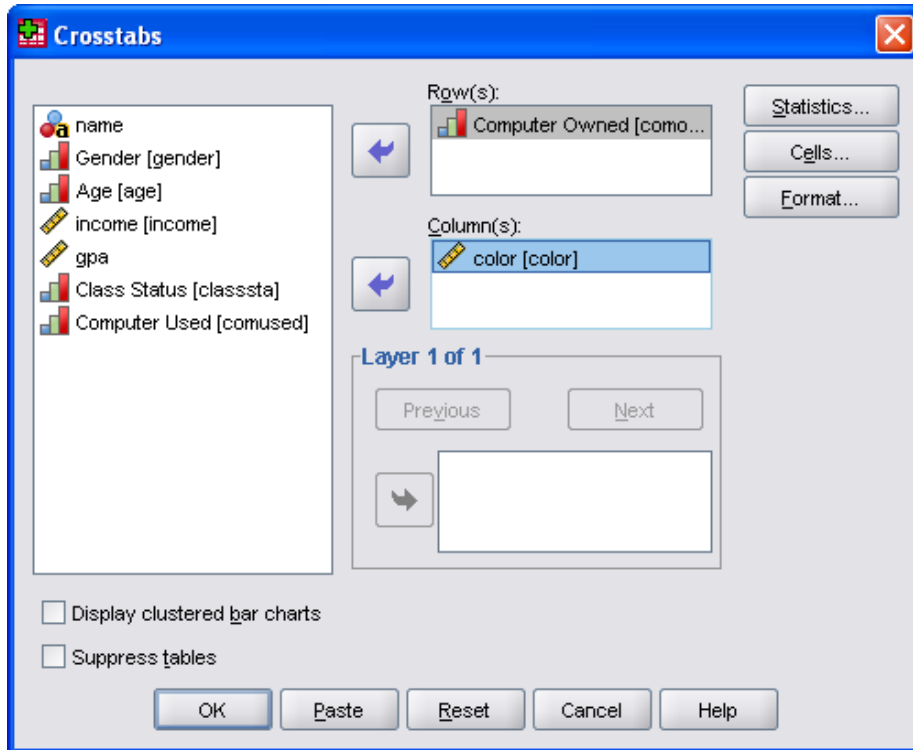 Crosstabs
name
Gender [gender]
Age [age]
income [income]
gpa
Class Status [classsta]
Computer Used [comused]
Row(s):
Computer Owned [como...
Column(s):
color [color]
Layer 1 of 1
Previous
Next
Statistics...
Cells...
Format...
Display clustered bar charts
Suppress tables
OK
Paste
Reset
Cancel
Help